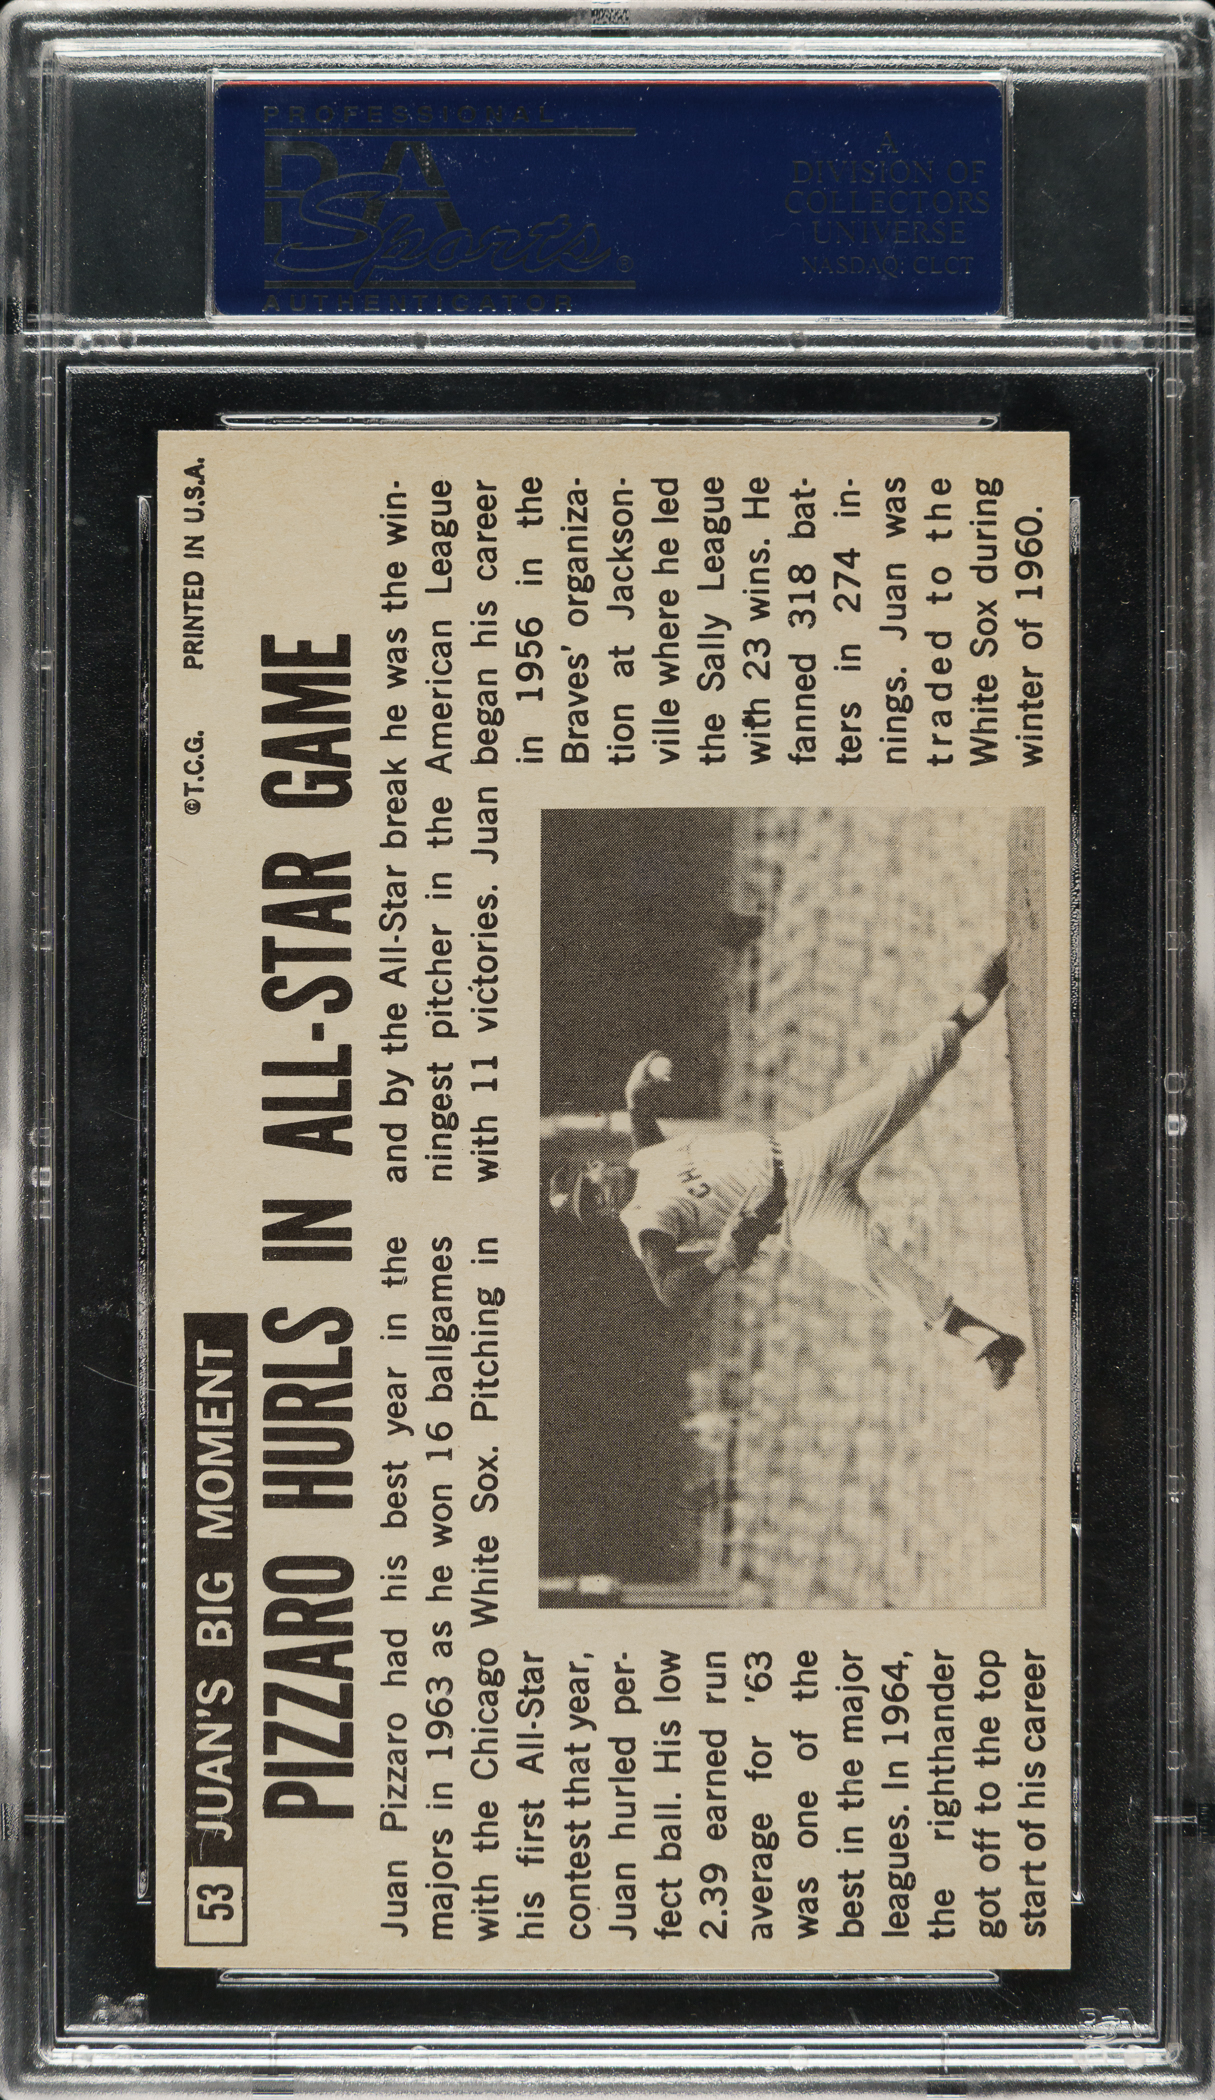 PROFESSIONAL
PSA
Sports®
AUTHENTICATOR
A
DIVISION OF
COLLECTORS
UNIVERSE
NASDAQ: CLCT
©T.C.G. PRINTED IN U.S.A.
53 JUAN'S BIG MOMENT
PIZZARO HURLS IN ALL-STAR GAME
Juan Pizzaro had his best year in the
majors in 1963 as he won 16 ballgames
with the Chicago White Sox. Pitching in
his first All-Star
contest that year,
Juan hurled per-
fect ball. His low
2.39 earned run
average for '63
was one of the
best in the major
leagues. In 1964,
the righthander
got off to the top
start of his career
and by the All-Star break he was the win-
ningest pitcher in the American League
with 11 victories. Juan began his career
in 1956 in the
Braves' organiza-
tion at Jackson-
ville where he led
the Sally League
with 23 wins. He
fanned 318 bat-
ters in 274 in-
nings. Juan was
traded to the
White Sox during
winter of 1960.
CH
PSA